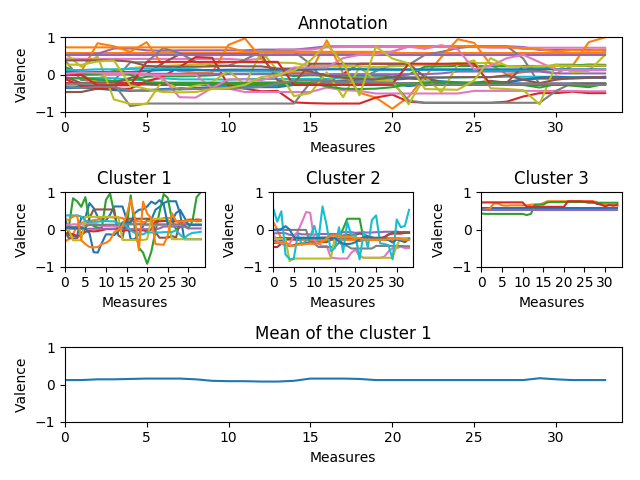 Annotation
Valence
1
0
−1
0 5 10 15 20 25 30
Measures
Cluster 1 Cluster 2 Cluster 3
Valence Valence Valence
1 1 1
0 0 0
−1 −1 −1
0 5 10 15 20 25 30 0 5 10 15 20 25 30 0 5 10 15 20 25 30
Measures Measures Measures
Mean of the cluster 1
Valence
1
0
−1
0 5 10 15 20 25 30
Measures